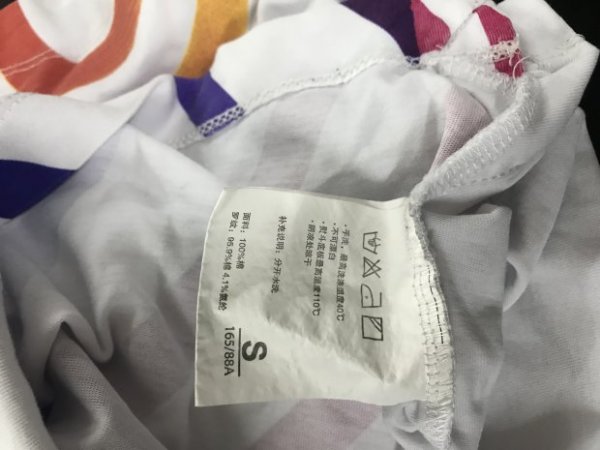 ·手洗，最高洗涤温度40℃
·不可漂白
·熨斗底板最高温度110℃
·阴凉处晾干
补充说明：分开水洗
面料：100%棉
罗纹：95.9%棉 4.1%氨纶
S
165/88A